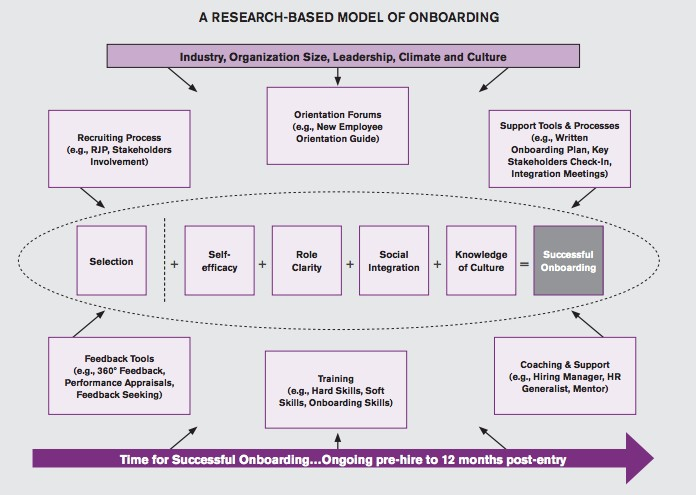 A RESEARCH-BASED MODEL OF ONBOARDING
Industry, Organization Size, Leadership, Climate and Culture
Recruiting Process
(e.g., RJP, Stakeholders
Involvement)
Orientation Forums
(e.g., New Employee
Orientation Guide)
Support Tools & Processes
(e.g., Written
Onboarding Plan, Key
Stakeholders Check-In,
Integration Meetings)
Selection
+
Self-
efficacy
+
Role
Clarity
+
Social
Integration
+
Knowledge
of Culture
=
Successful
Onboarding
Feedback Tools
(e.g., 360° Feedback,
Performance Appraisals,
Feedback Seeking)
Training
(e.g., Hard Skills, Soft
Skills, Onboarding Skills)
Coaching & Support
(e.g., Hiring Manager, HR
Generalist, Mentor)
Time for Successful Onboarding...Ongoing pre-hire to 12 months post-entry